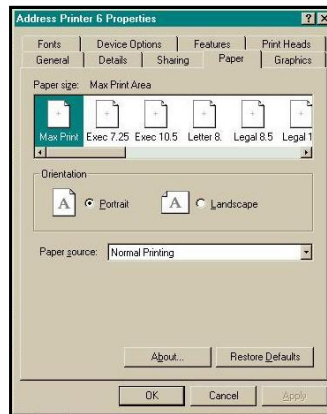 Address Printer 6 Properties
Fonts Device Options Features Print Heads
General Details Sharing Paper Graphics
Paper size: Max Print Area
Max Print Exec 7.25 Exec 10.5 Letter 8. Legal 8.5 Legal 1
Orientation
A Portrait A Landscape
Paper source: Normal Printing
About... Restore Defaults
OK Cancel Apply